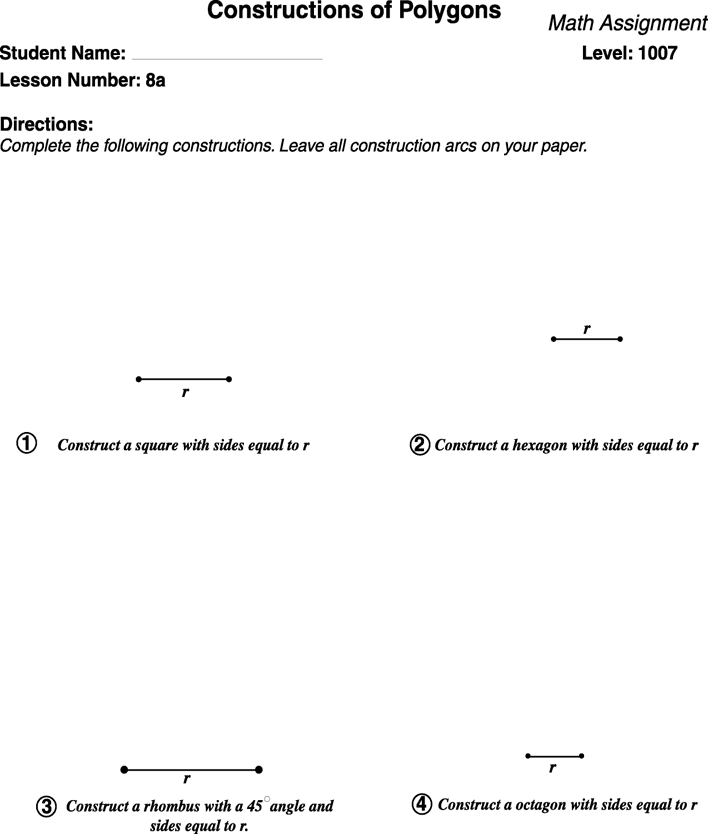 Constructions of Polygons
Math Assignment
Student Name:
Level: 1007
Lesson Number: 8a
Directions:
Complete the following constructions. Leave all construction arcs on your paper.
r
r
① Construct a square with sides equal to r
② Construct a hexagon with sides equal to r
r
r
③ Construct a rhombus with a 45° angle and
sides equal to r.
④ Construct a octagon with sides equal to r